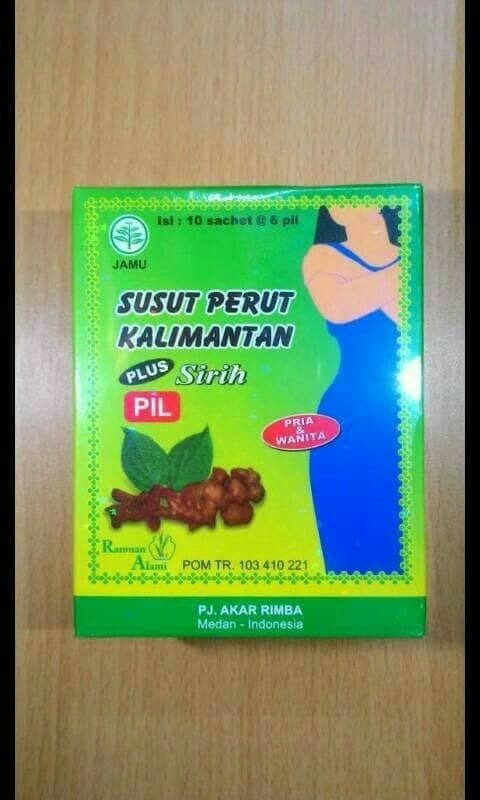 Isi : 10 sachet @ 6 pil
JAMU
SUSUT PERUT
KALIMANTAN
PLUS Sirih
PIL
PRIA
&
WANITA
Ramuan
Alami
POM TR. 103 410 221
PJ. AKAR RIMBA
Medan - Indonesia